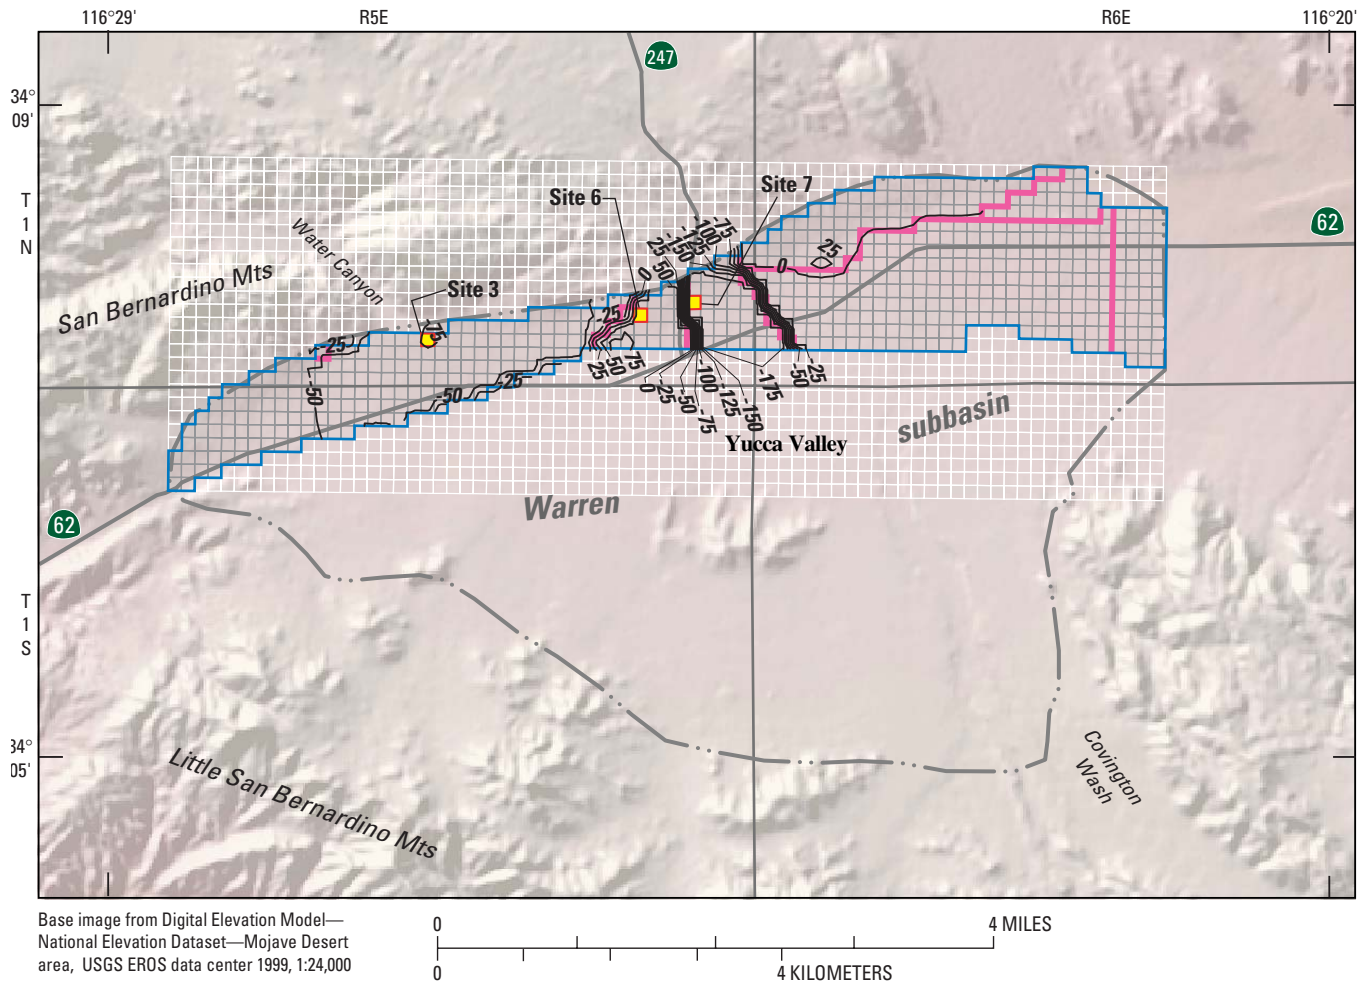 116°29'
R5E
R6E
116°20'
247
34°
09'
T
1
N
62
Site 6
Site 7
Water Canyon
San Bernardino Mts
Site 3
-75
-100
-125
-150
25
50
0
25
0
-25
-75
-25
-50
-50
-25
25
50
75
0
-25
-50
-75
-100
-125
-150
-175
-50
-25
subbasin
Yucca Valley
Warren
62
T
1
S
34°
05'
Little San Bernardino Mts
Covington
Wash
Base image from Digital Elevation Model—
National Elevation Dataset—Mojave Desert
area, USGS EROS data center 1999, 1:24,000
0
4 MILES
0
4 KILOMETERS